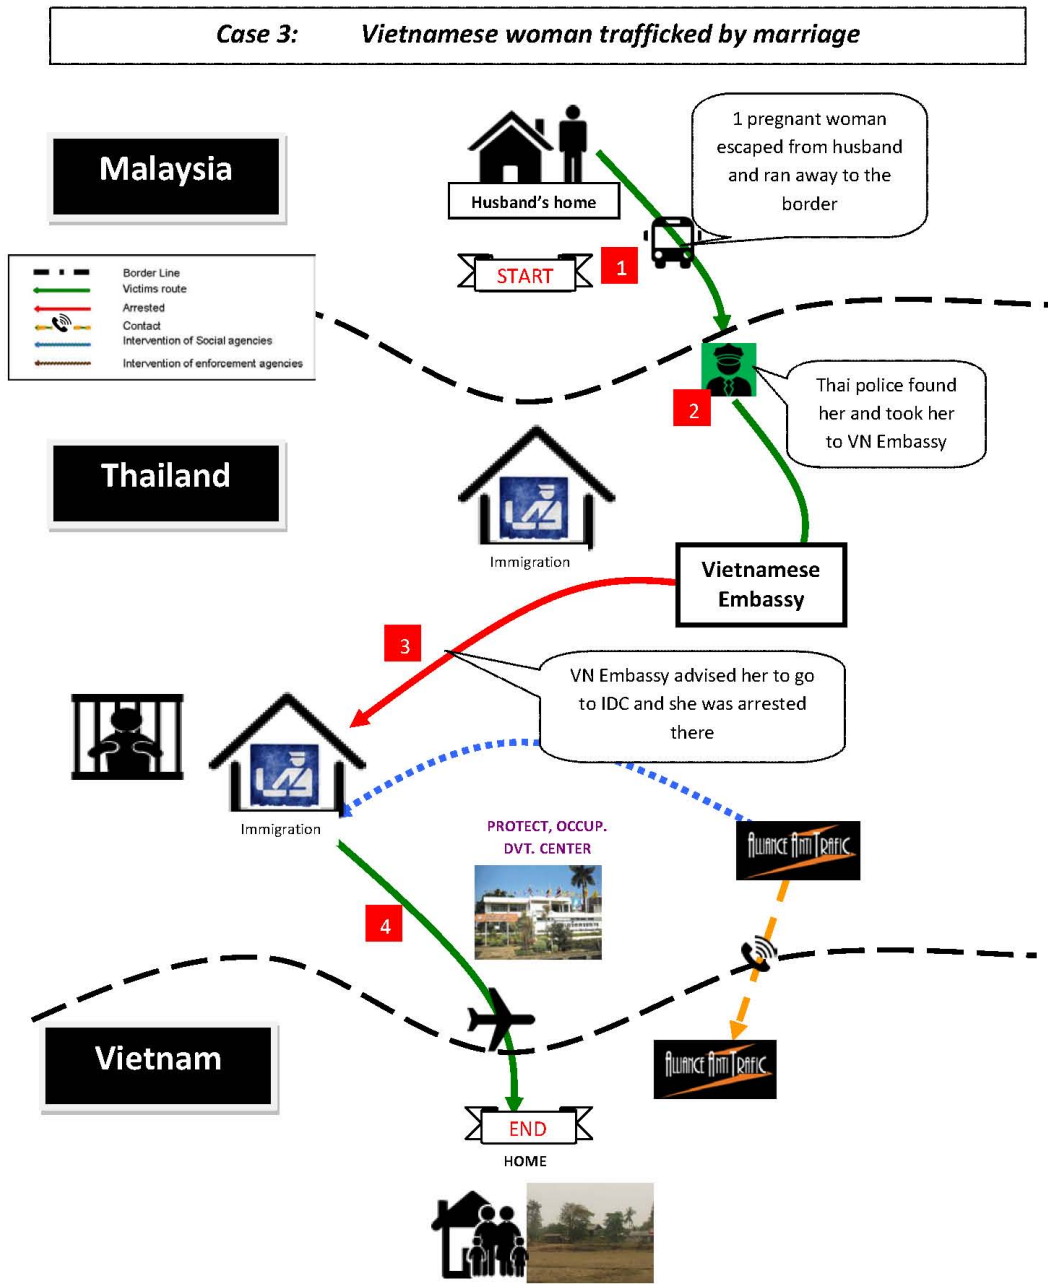 Case 3: Vietnamese woman trafficked by marriage
Malaysia
Husband's home
1 pregnant woman
escaped from husband
and ran away to the
border
START
1
Border Line
Victims route
Arrested
Contact
Intervention of Social agencies
Intervention of enforcement agencies
2
Thai police found
her and took her
to VN Embassy
Thailand
Immigration
Vietnamese
Embassy
3
VN Embassy advised her to go
to IDC and she was arrested
there
Immigration
PROTECT, OCCUP.
DVT. CENTER
ALLIANCE ANTI TRAFIC
4
Vietnam
ALLIANCE ANTI TRAFIC
END
HOME